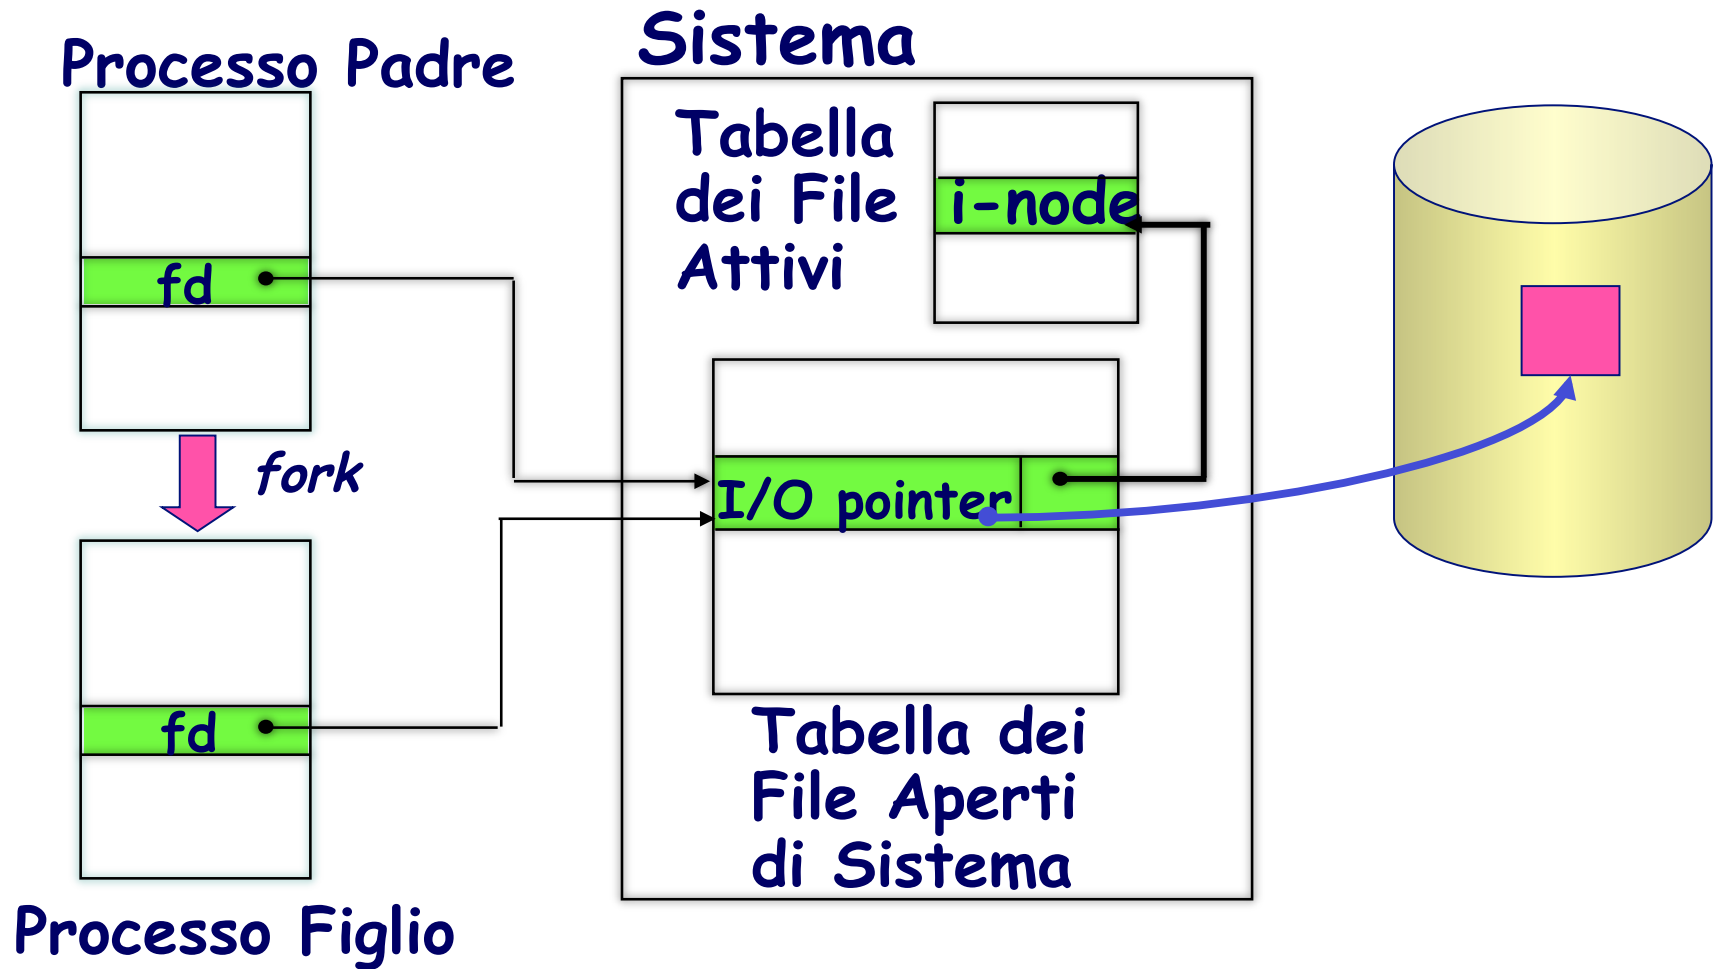 Sistema
Processo Padre
Tabella
dei File
Attivi
i-node
fd
fork
I/O pointer
fd
Tabella dei
File Aperti
di Sistema
Processo Figlio